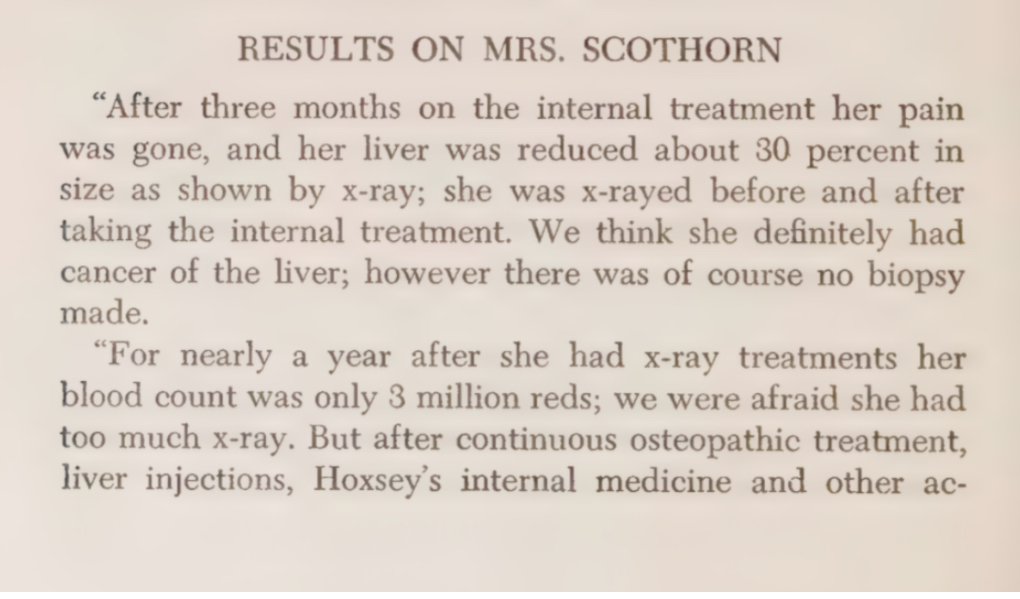 RESULTS ON MRS. SCOTHORN
“After three months on the internal treatment her pain
was gone, and her liver was reduced about 30 percent in
size as shown by x-ray; she was x-rayed before and after
taking the internal treatment. We think she definitely had
cancer of the liver; however there was of course no biopsy
made.
“For nearly a year after she had x-ray treatments her
blood count was only 3 million reds; we were afraid she had
too much x-ray. But after continuous osteopathic treatment,
liver injections, Hoxsey’s internal medicine and other ac-